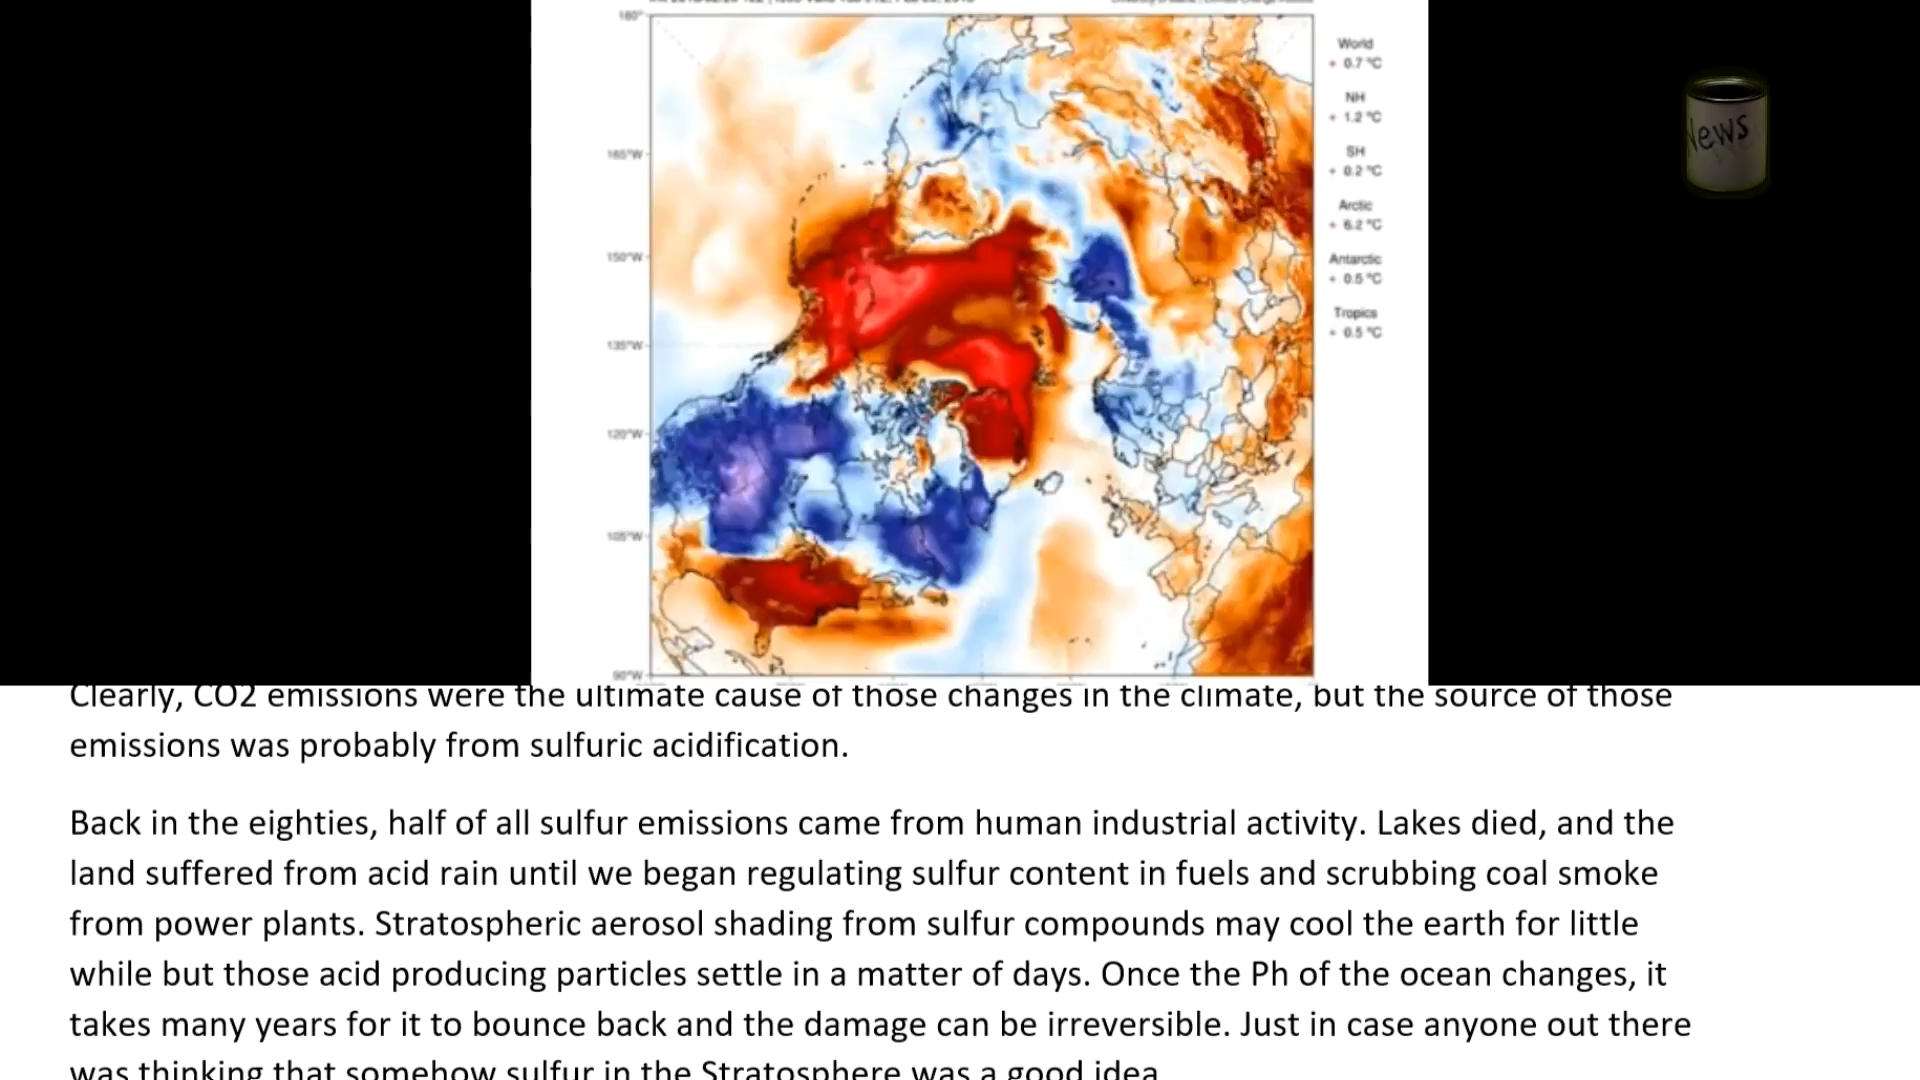 World
+ 0.7 °C
NH
+ 1.2 °C
SH
+ 0.2 °C
Arctic
+ 6.2 °C
Antarctic
+ 0.5 °C
Tropics
+ 0.5 °C
180°
165°W
150°W
135°W
120°W
105°W
90°W
News
Clearly, CO2 emissions were the ultimate cause of those changes in the climate, but the source of those
emissions was probably from sulfuric acidification.
Back in the eighties, half of all sulfur emissions came from human industrial activity. Lakes died, and the
land suffered from acid rain until we began regulating sulfur content in fuels and scrubbing coal smoke
from power plants. Stratospheric aerosol shading from sulfur compounds may cool the earth for little
while but those acid producing particles settle in a matter of days. Once the Ph of the ocean changes, it
takes many years for it to bounce back and the damage can be irreversible. Just in case anyone out there
was thinking that somehow sulfur in the Stratosphere was a good idea